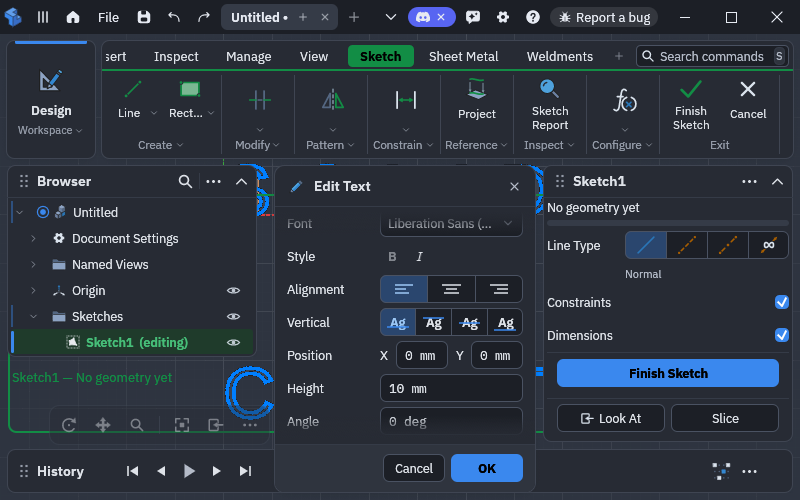 File
Untitled •
Report a bug
sert
Inspect
Manage
View
Sketch
Sheet Metal
Weldments
Search commands
S
Design
Workspace
Line
Rect...
Create
Modify
Pattern
Constrain
Project
Reference
Sketch Report
Inspect
Configure
Finish Sketch
Cancel
Exit
Browser
Untitled
Document Settings
Named Views
Origin
Sketches
Sketch1 (editing)
Sketch1 — No geometry yet
Edit Text
Font
Liberation Sans (...
Style
B
I
Alignment
Vertical
Ag
Ag
Ag
Ag
Position
X
0 mm
Y
0 mm
Height
10 mm
Angle
0 deg
Cancel
OK
Sketch1
No geometry yet
Line Type
Normal
Constraints
Dimensions
Finish Sketch
Look At
Slice
History